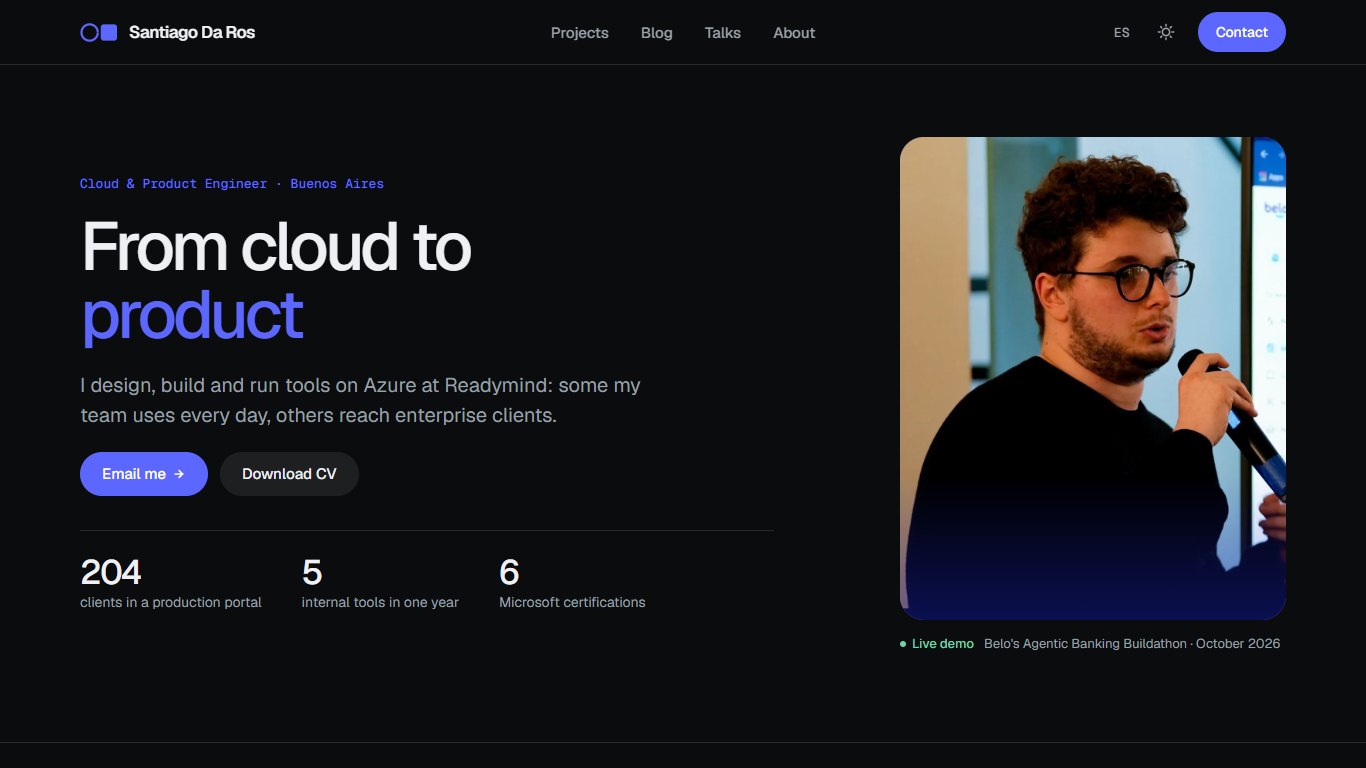 Santiago Da Ros
Projects
Blog
Talks
About
ES
Contact
Cloud & Product Engineer · Buenos Aires
From cloud to
product
I design, build and run tools on Azure at Readymind: some my
team uses every day, others reach enterprise clients.
Email me →
Download CV
204
clients in a production portal
5
internal tools in one year
6
Microsoft certifications
Apps
belo
Live demo
Belo's Agentic Banking Buildathon · October 2026